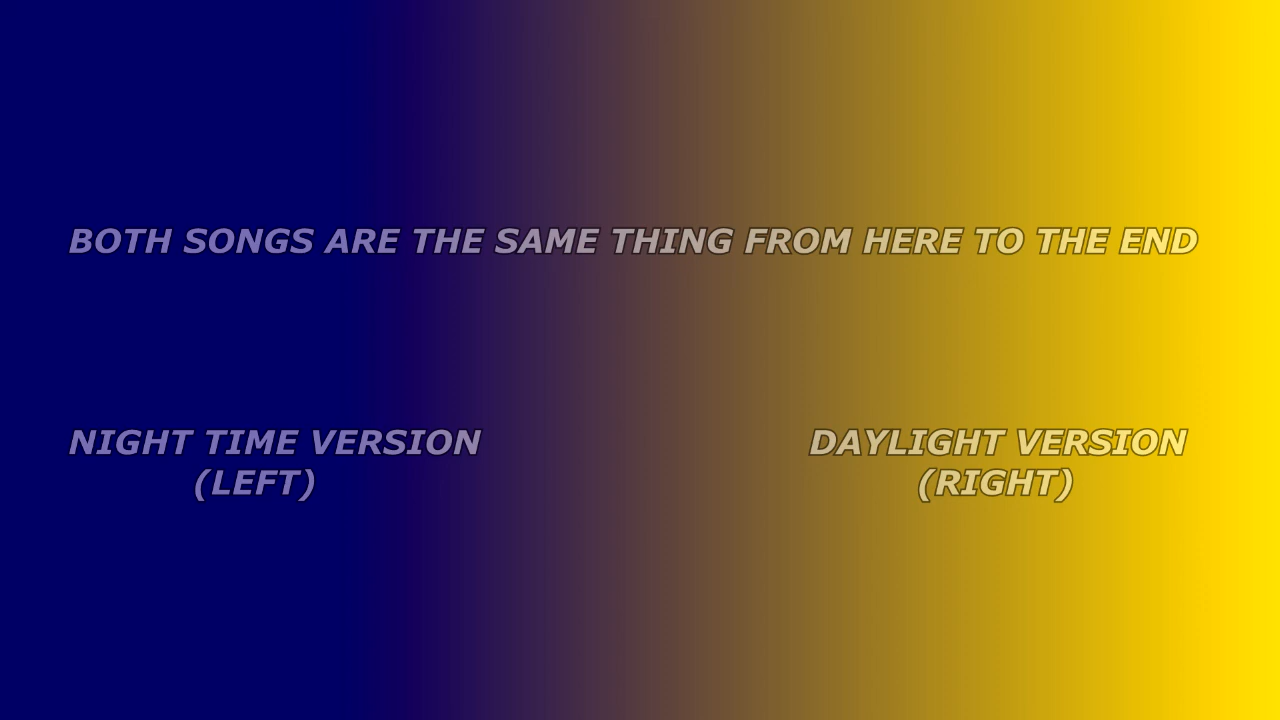 BOTH SONGS ARE THE SAME THING FROM HERE TO THE END
NIGHT TIME VERSION
(LEFT)
DAYLIGHT VERSION
(RIGHT)